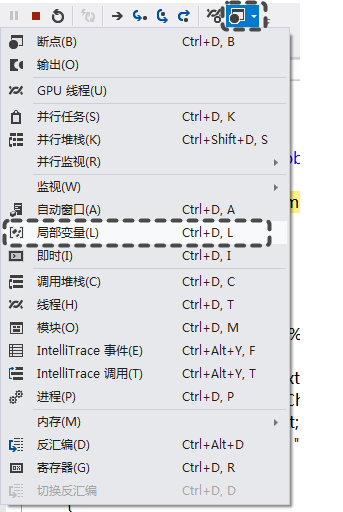 断点(B) Ctrl+D, B
输出(O)
GPU 线程(U)
并行任务(S) Ctrl+D, K
并行堆栈(K) Ctrl+Shift+D, S
并行监视(R)
监视(W)
自动窗口(A) Ctrl+D, A
局部变量(L) Ctrl+D, L
即时(I) Ctrl+D, I
调用堆栈(C) Ctrl+D, C
线程(H) Ctrl+D, T
模块(O) Ctrl+D, M
IntelliTrace 事件(E) Ctrl+Alt+Y, F
IntelliTrace 调用(T) Ctrl+Alt+Y, T
进程(P) Ctrl+D, P
内存(M)
反汇编(D) Ctrl+Alt+D
寄存器(G) Ctrl+D, R
切换反汇编 Ctrl+D, D